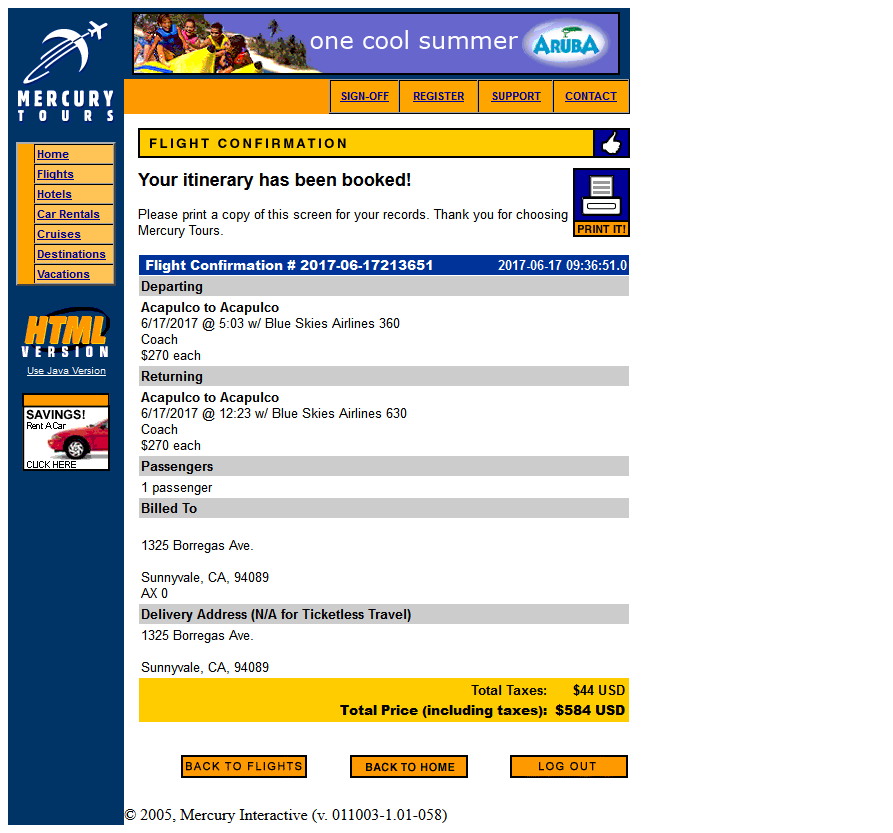 one cool summer ARUBA
MERCURY
TOURS
SIGN-OFF REGISTER SUPPORT CONTACT
Home
Flights
Hotels
Car Rentals
Cruises
Destinations
Vacations
HTML
VERSION
Use Java Version
SAVINGS!
Rent A Car
CLICK HERE
FLIGHT CONFIRMATION
Your itinerary has been booked!
Please print a copy of this screen for your records. Thank you for choosing
Mercury Tours.
PRINT IT!
Flight Confirmation # 2017-06-17213651 2017-06-17 09:36:51.0
Departing
Acapulco to Acapulco
6/17/2017 @ 5:03 w/ Blue Skies Airlines 360
Coach
$270 each
Returning
Acapulco to Acapulco
6/17/2017 @ 12:23 w/ Blue Skies Airlines 630
Coach
$270 each
Passengers
1 passenger
Billed To
1325 Borregas Ave.
Sunnyvale, CA, 94089
AX 0
Delivery Address (N/A for Ticketless Travel)
1325 Borregas Ave.
Sunnyvale, CA, 94089
Total Taxes: $44 USD
Total Price (including taxes): $584 USD
BACK TO FLIGHTS BACK TO HOME LOG OUT
© 2005, Mercury Interactive (v. 011003-1.01-058)